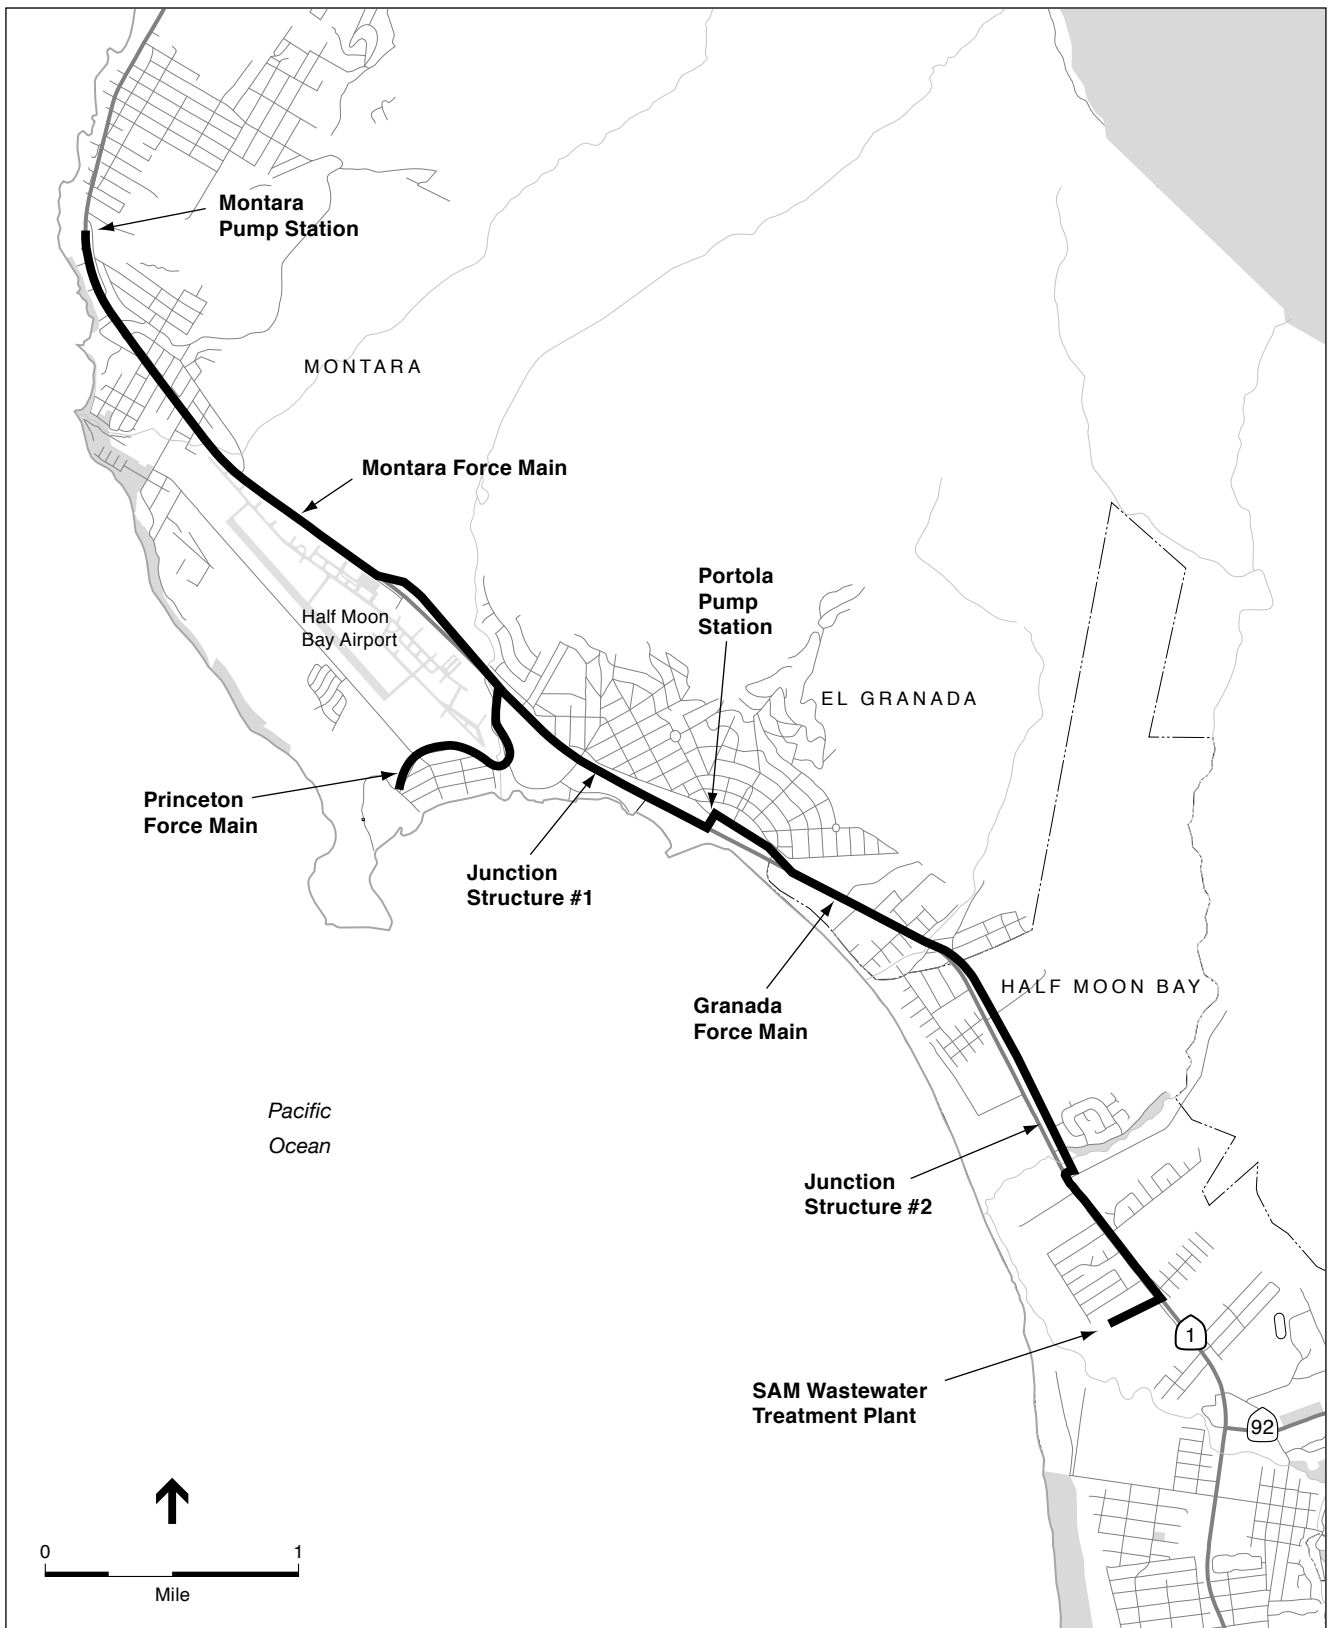 Montara
Pump Station
MONTARA
Montara Force Main
Portola
Pump
Station
Half Moon
Bay Airport
EL GRANADA
Princeton
Force Main
Junction
Structure #1
HALF MOON BAY
Granada
Force Main
Pacific
Ocean
Junction
Structure #2
1
SAM Wastewater
Treatment Plant
92
0 1
Mile